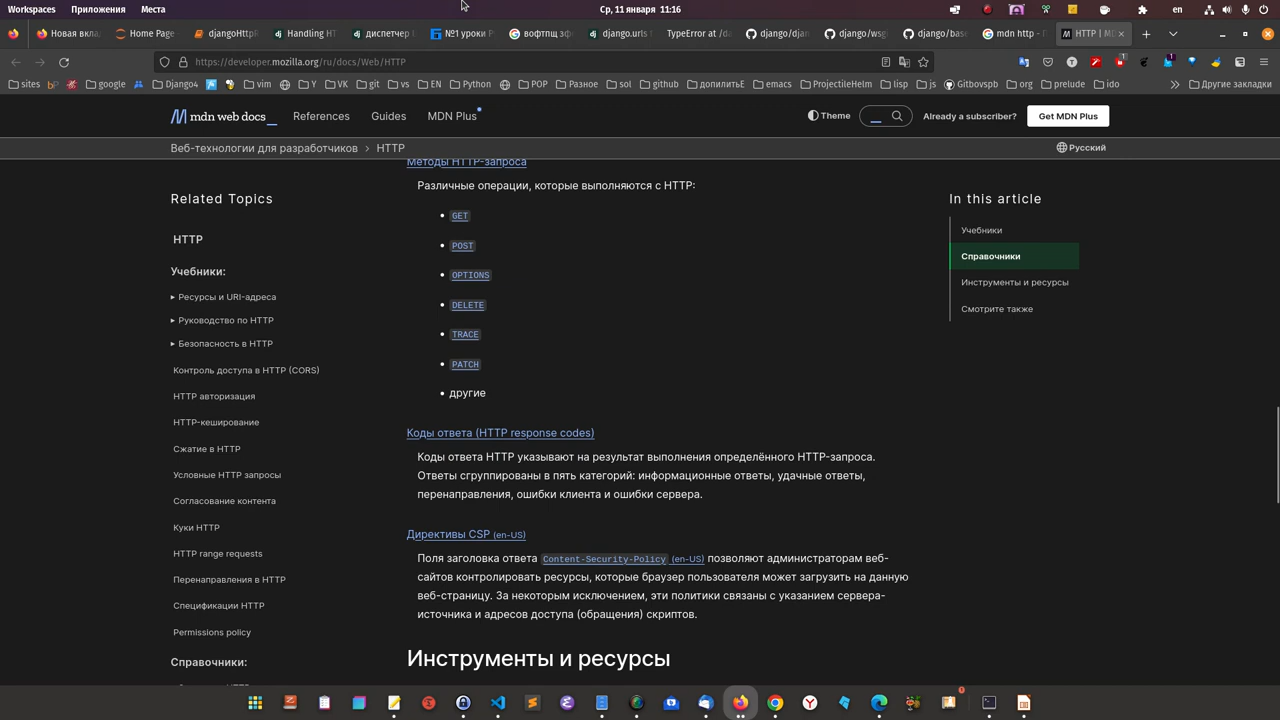 Workspaces Приложения Места Ср, 11 января 11:16 en
Новая вкл Home Page djangoHttpR Handling HT диспетчер №1 уроки P вовтпщ зф django.urls TypeError at /da django/djan django/wsg django/base mdn http - П HTTP | MD
https://developer.mozilla.org/ru/docs/Web/HTTP
sites google Django4 vim Y VK git vs EN Python POP Разное sol github допилитьЕ emacs ProjectileHelm lisp js Gitbovspb org prelude ido Другие закладки
mdn web docs References Guides MDN Plus Theme Already a subscriber? Get MDN Plus
Веб-технологии для разработчиков › HTTP Русский
Related Topics
HTTP
Учебники:
Ресурсы и URI-адреса
Руководство по HTTP
Безопасность в HTTP
Контроль доступа в HTTP (CORS)
HTTP авторизация
HTTP-кеширование
Сжатие в HTTP
Условные HTTP запросы
Согласование контента
Куки HTTP
HTTP range requests
Перенаправления в HTTP
Спецификации HTTP
Permissions policy
Справочники:
Методы HTTP-запроса
Различные операции, которые выполняются с HTTP:
• GET
• POST
• OPTIONS
• DELETE
• TRACE
• PATCH
• другие
Коды ответа (HTTP response codes)
Коды ответа HTTP указывают на результат выполнения определённого HTTP-запроса.
Ответы сгруппированы в пять категорий: информационные ответы, удачные ответы,
перенаправления, ошибки клиента и ошибки сервера.
Директивы CSP (en-US)
Поля заголовка ответа Content-Security-Policy (en-US) позволяют администраторам веб-
сайтов контролировать ресурсы, которые браузер пользователя может загрузить на данную
веб-страницу. За некоторым исключением, эти политики связаны с указанием сервера-
источника и адресов доступа (обращения) скриптов.
Инструменты и ресурсы
In this article
Учебники
Справочники
Инструменты и ресурсы
Смотрите также